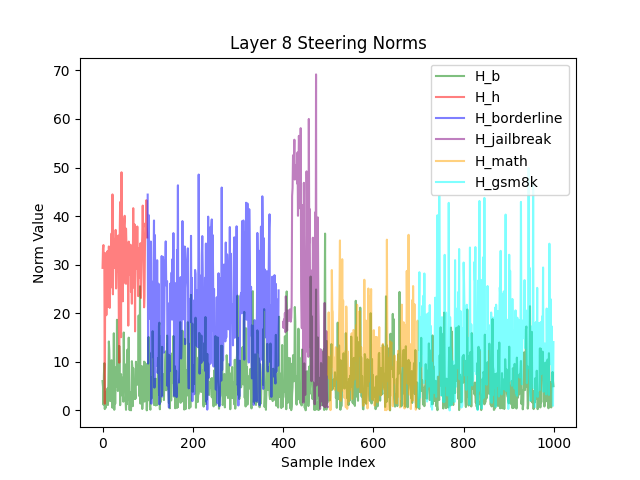 Layer 8 Steering Norms
70
60
50
40
30
20
10
0
Norm Value
H_b
H_h
H_borderline
H_jailbreak
H_math
H_gsm8k
0
200
400
600
800
1000
Sample Index